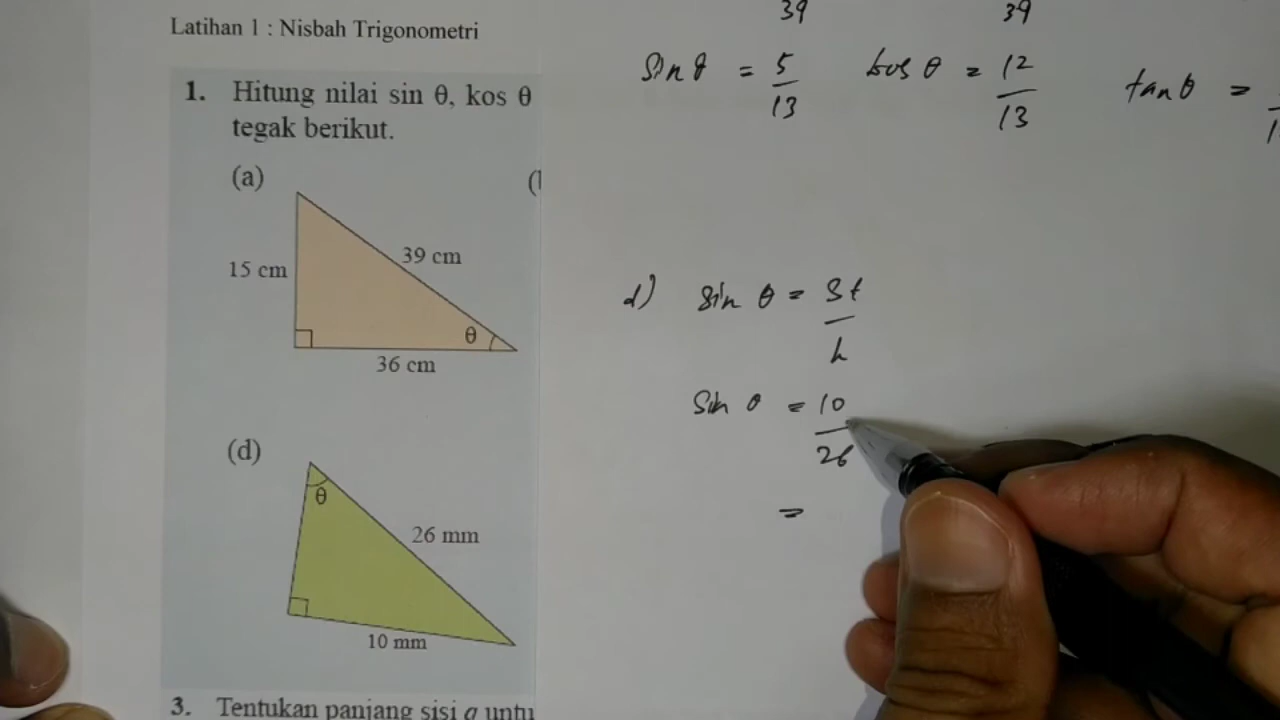 Latihan 1 : Nisbah Trigonometri
1. Hitung nilai sin θ, kos θ
tegak berikut.
(a)
15 cm
39 cm
θ
36 cm
(d)
θ
26 mm
10 mm
3. Tentukan panjang sisi q untu
39
39
sin θ = 5/13
kos θ = 12/13
tan θ =
d) sin θ = St/h
sin θ = 10/26
=